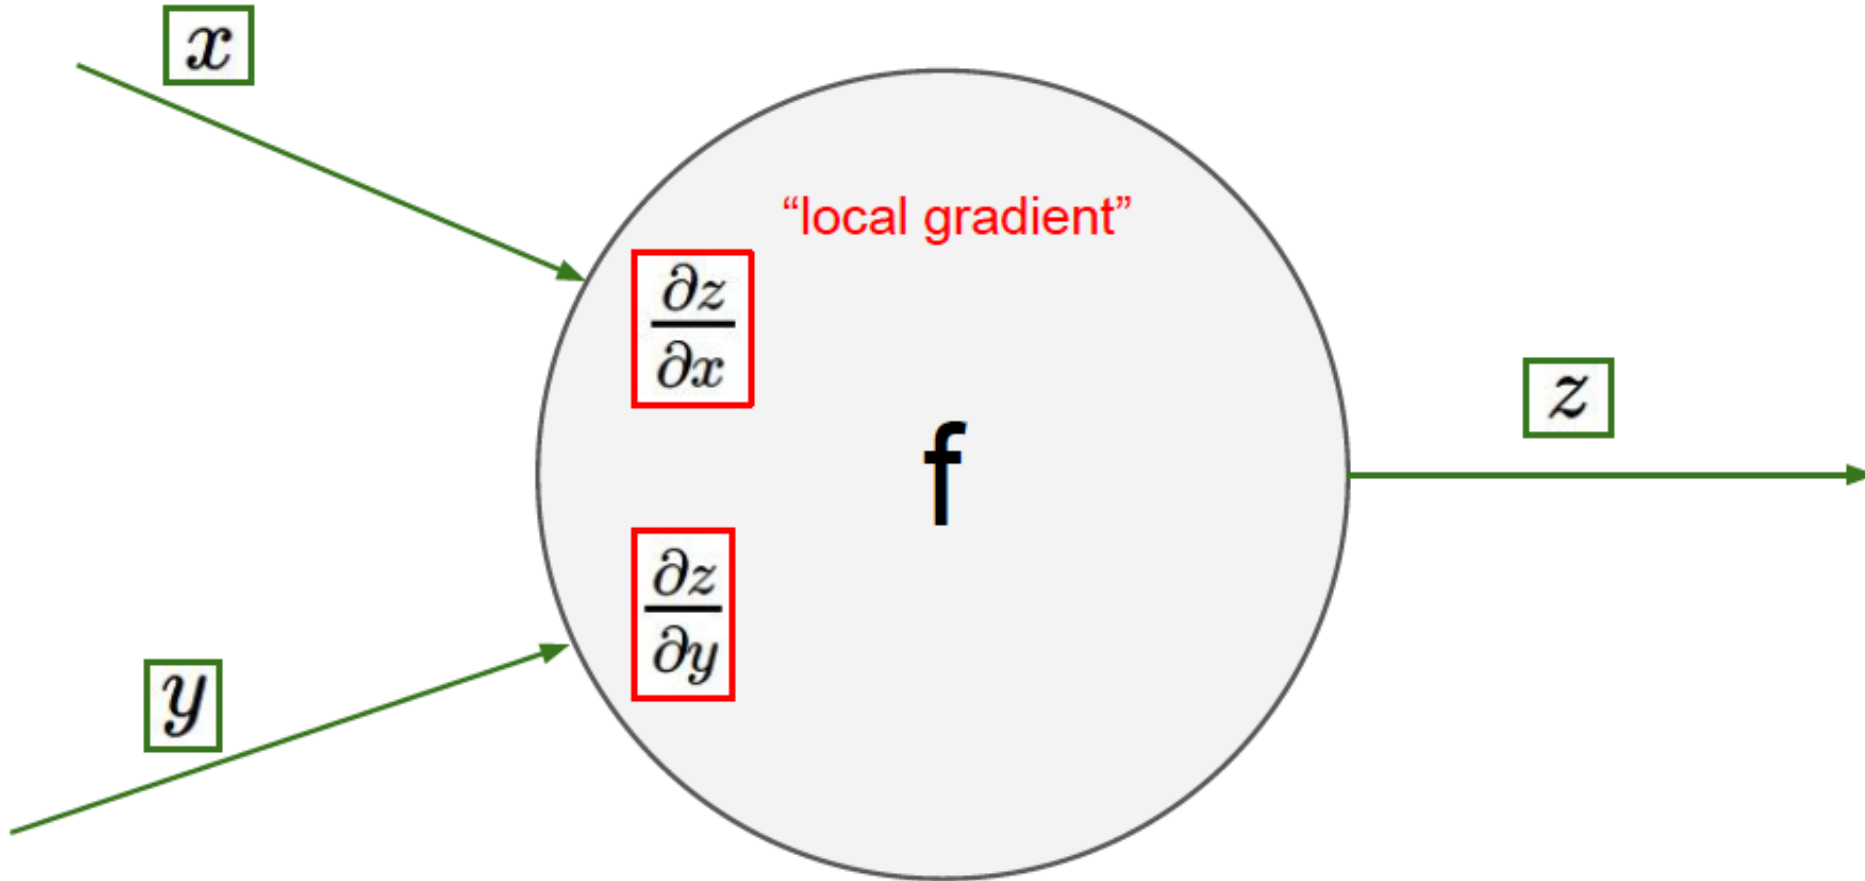 x
“local gradient”
∂z
∂x
z
f
∂z
∂y
y